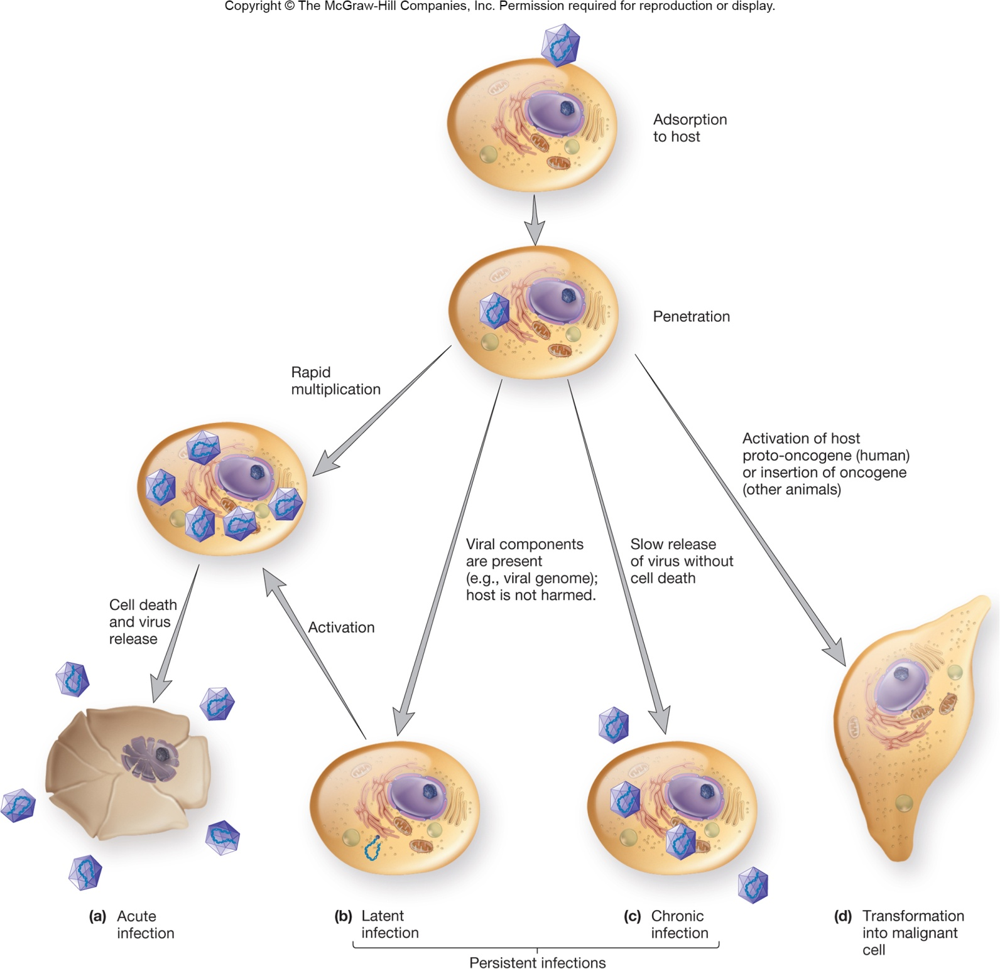 Copyright © The McGraw-Hill Companies, Inc. Permission required for reproduction or display.
Adsorption
to host
Penetration
Rapid
multiplication
Activation of host
proto-oncogene (human)
or insertion of oncogene
(other animals)
Viral components
are present
(e.g., viral genome);
host is not harmed.
Slow release
of virus without
cell death
Cell death
and virus
release
Activation
(a) Acute
infection
(b) Latent
infection
(c) Chronic
infection
(d) Transformation
into malignant
cell
Persistent infections